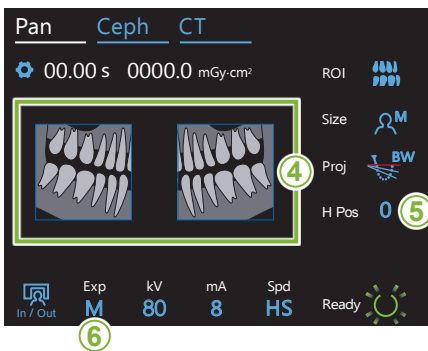 Pan Ceph CT
00.00 s 0000.0 mGy·cm²
ROI
Size M
④ Proj BW
H Pos 0 ⑤
In / Out
Exp kV mA Spd
M 80 8 HS
Ready
⑥